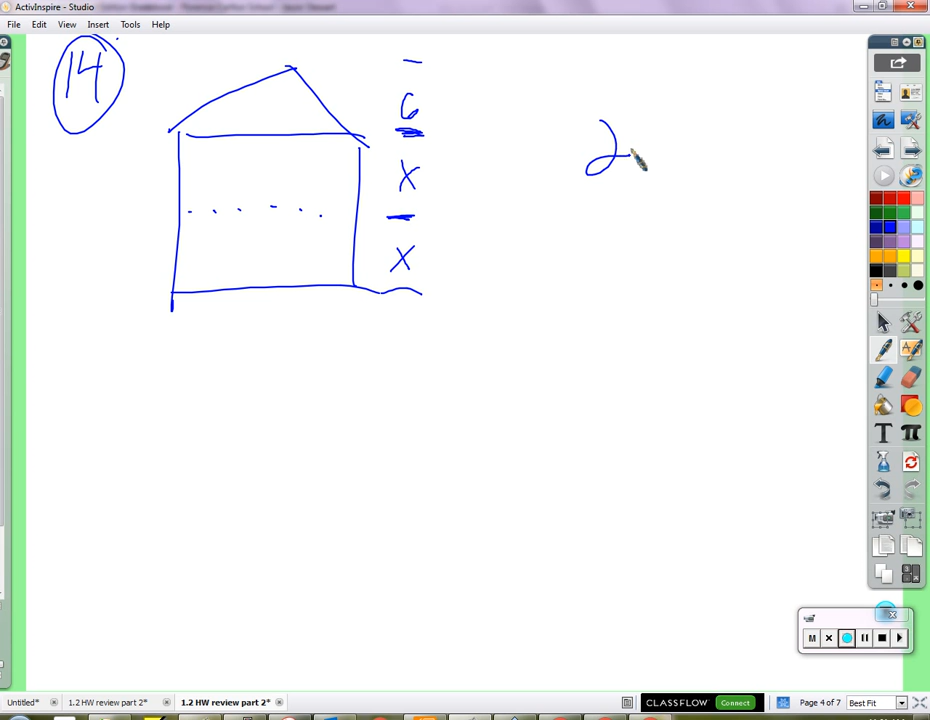 ActivInspire - Studio
File Edit View Insert Tools Help
14
6
X
X
2
T π
M
Untitled* 1.2 HW review part 2* 1.2 HW review part 2*
CLASSFLOW Connect
Page 4 of 7
Best Fit